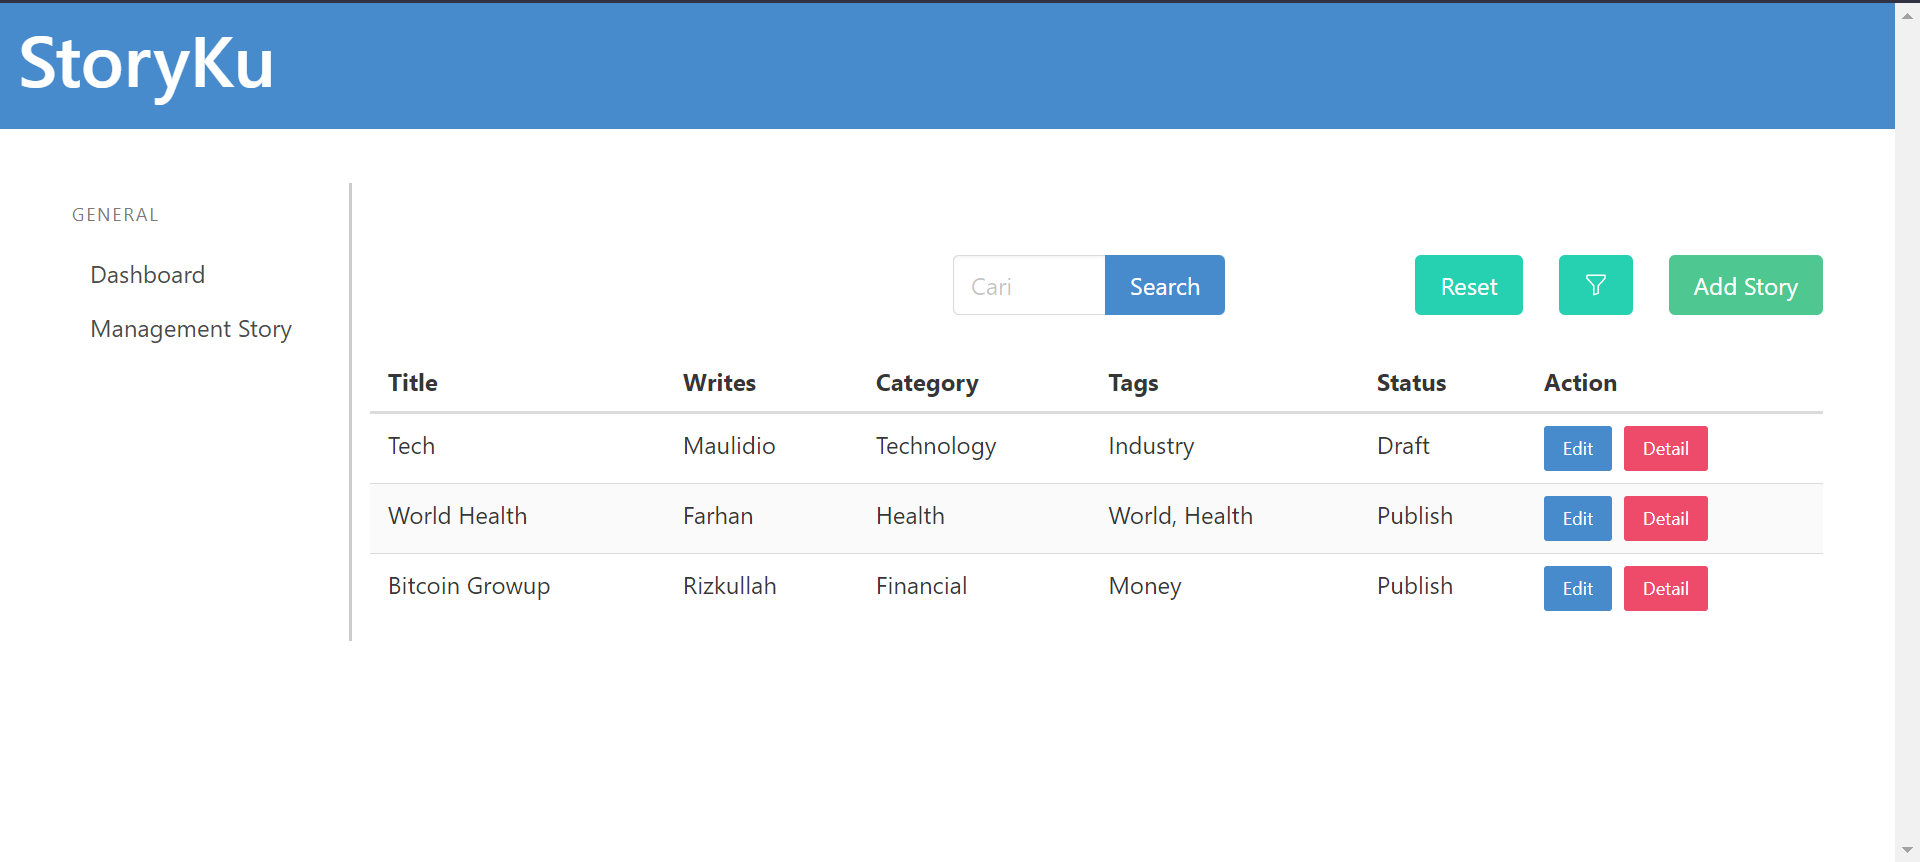 StoryKu
GENERAL
Dashboard
Management Story
Cari Search Reset Add Story
Title Writes Category Tags Status Action
Tech Maulidio Technology Industry Draft Edit Detail
World Health Farhan Health World, Health Publish Edit Detail
Bitcoin Growup Rizkullah Financial Money Publish Edit Detail